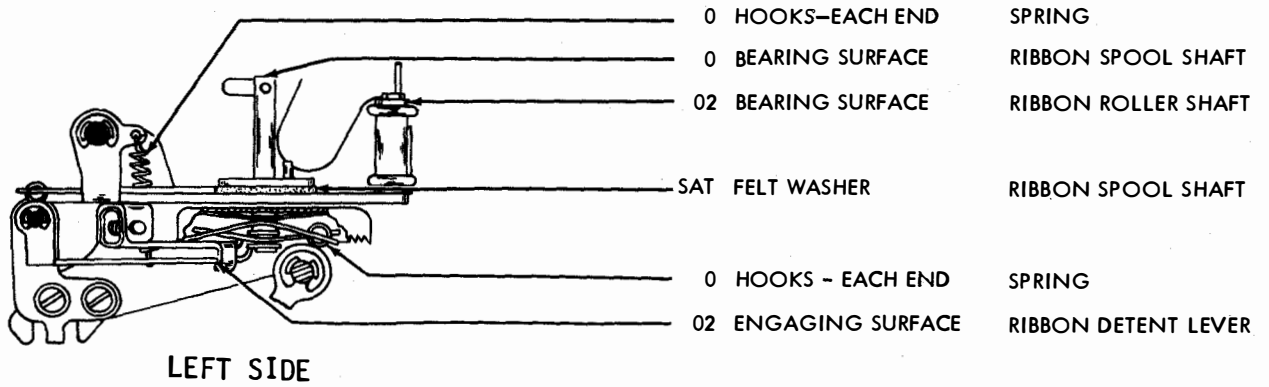 0 HOOKS—EACH END SPRING
0 BEARING SURFACE RIBBON SPOOL SHAFT
02 BEARING SURFACE RIBBON ROLLER SHAFT
SAT FELT WASHER RIBBON SPOOL SHAFT
0 HOOKS - EACH END SPRING
02 ENGAGING SURFACE RIBBON DETENT LEVER
LEFT SIDE